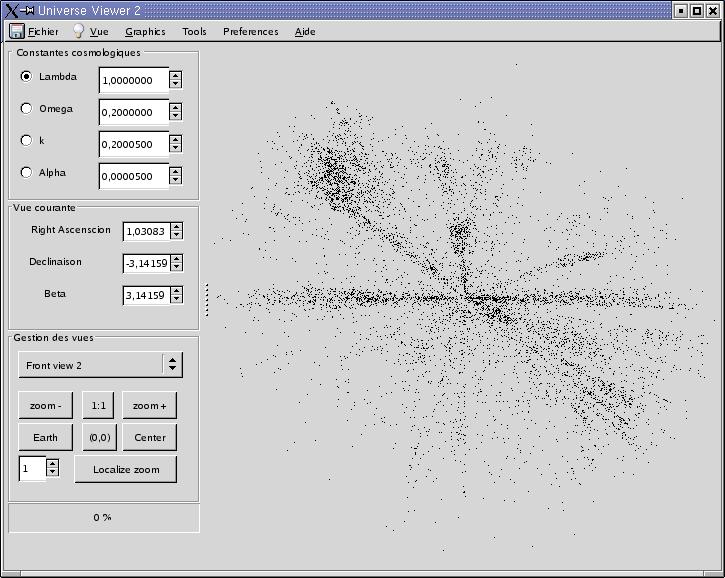 Universe Viewer 2
Fichier Vue Graphics Tools Preferences Aide
Constantes cosmologiques
Lambda 1,0000000
Omega 0,2000000
k 0,2000500
Alpha 0,0000500
Vue courante
Right Ascenscion 1,03083
Declinaison -3,14159
Beta 3,14159
Gestion des vues
Front view 2
zoom - 1:1 zoom +
Earth (0,0) Center
1 Localize zoom
0 %